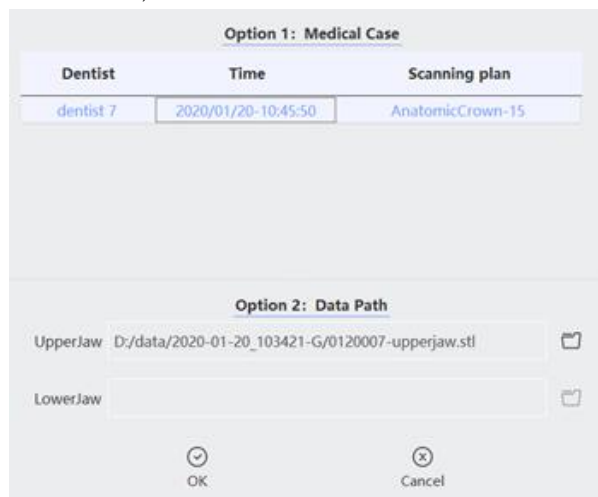 Option 1: Medical Case
Dentist Time Scanning plan
dentist 7 2020/01/20-10:45:50 AnatomicCrown-15
Option 2: Data Path
UpperJaw D:/data/2020-01-20_103421-G/0120007-upperjaw.stl
LowerJaw
OK Cancel